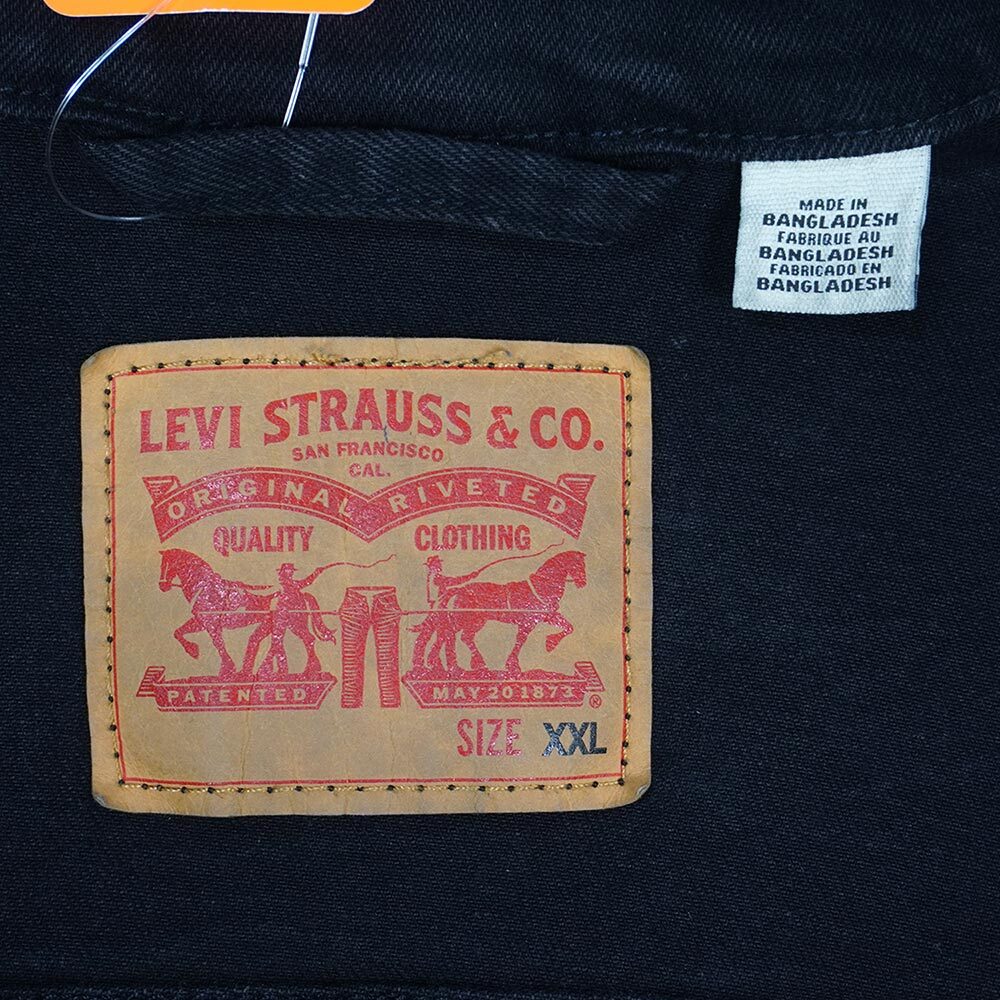 MADE IN
BANGLADESH
FABRIQUE AU
BANGLADESH
FABRICADO EN
BANGLADESH
LEVI STRAUSS & CO.
SAN FRANCISCO
CAL.
ORIGINAL RIVETED
QUALITY CLOTHING
PATENTED MAY 20 1873 ®
SIZE XXL